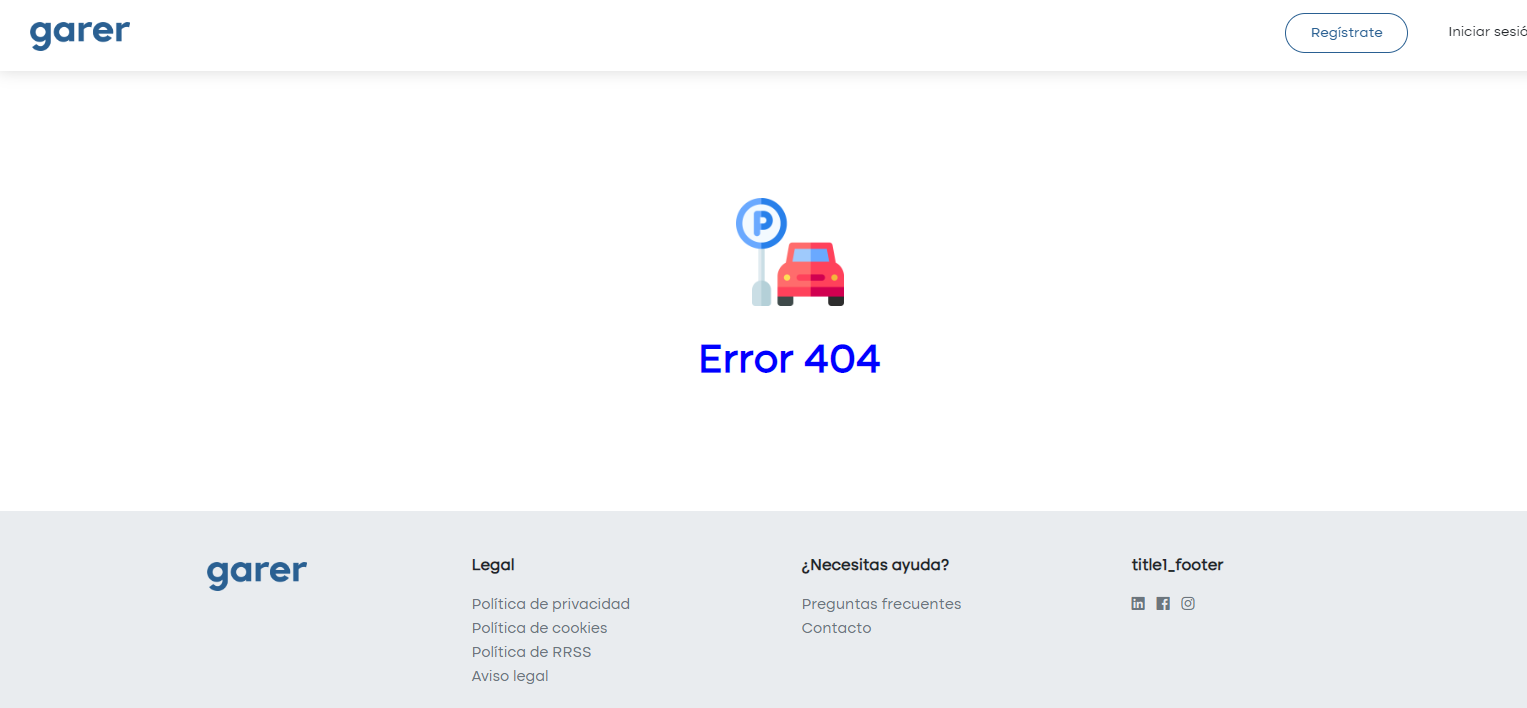 garer
Regístrate
Iniciar sesió
P
Error 404
garer
Legal
Política de privacidad
Política de cookies
Política de RRSS
Aviso legal
¿Necesitas ayuda?
Preguntas frecuentes
Contacto
title1_footer